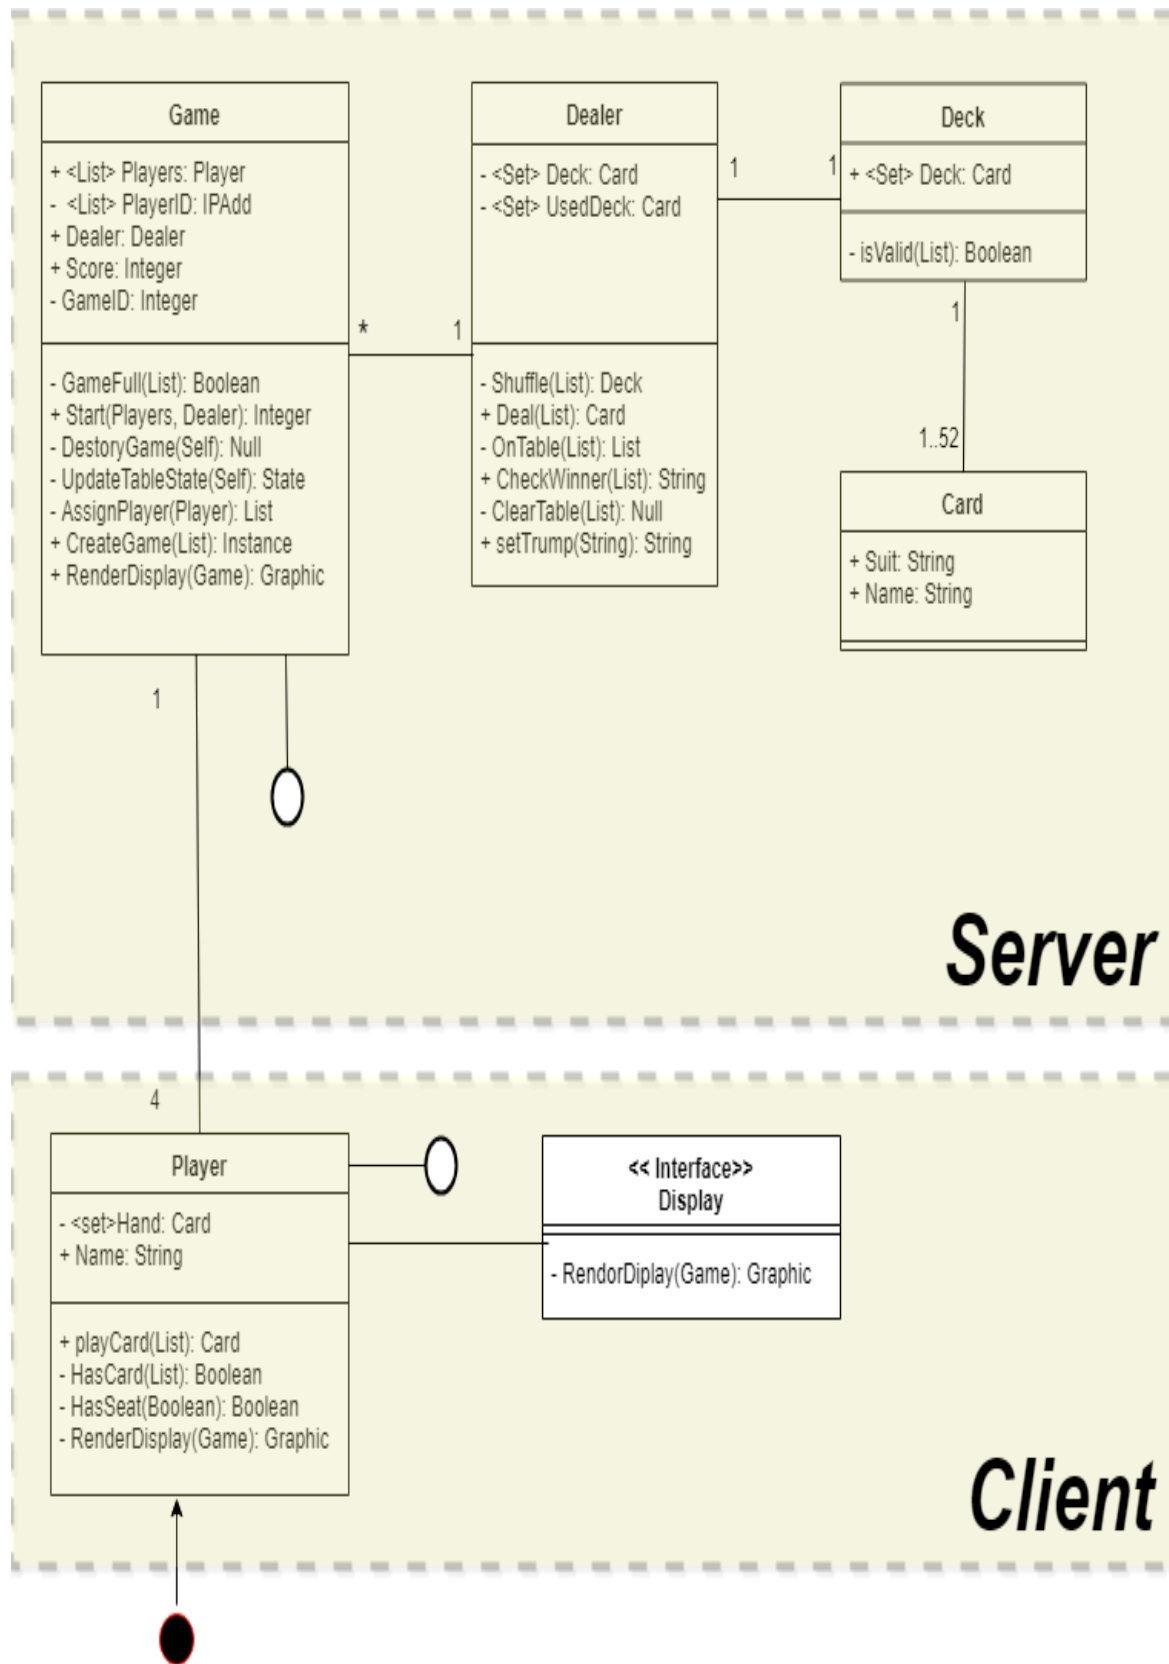 Game
+ <List> Players: Player
- <List> PlayerID: IPAdd
+ Dealer: Dealer
+ Score: Integer
- GameID: Integer
- GameFull(List): Boolean
+ Start(Players, Dealer): Integer
- DestoryGame(Self): Null
- UpdateTableState(Self): State
- AssignPlayer(Player): List
+ CreateGame(List): Instance
+ RenderDisplay(Game): Graphic
*
1
Dealer
- <Set> Deck: Card
- <Set> UsedDeck: Card
- Shuffle(List): Deck
+ Deal(List): Card
- OnTable(List): List
+ CheckWinner(List): String
- ClearTable(List): Null
+ setTrump(String): String
1
1
Deck
+ <Set> Deck: Card
- isValid(List): Boolean
1
1..52
Card
+ Suit: String
+ Name: String
1
Server
4
Player
- <set>Hand: Card
+ Name: String
+ playCard(List): Card
- HasCard(List): Boolean
- HasSeat(Boolean): Boolean
- RenderDisplay(Game): Graphic
<< Interface>>
Display
- RendorDiplay(Game): Graphic
Client